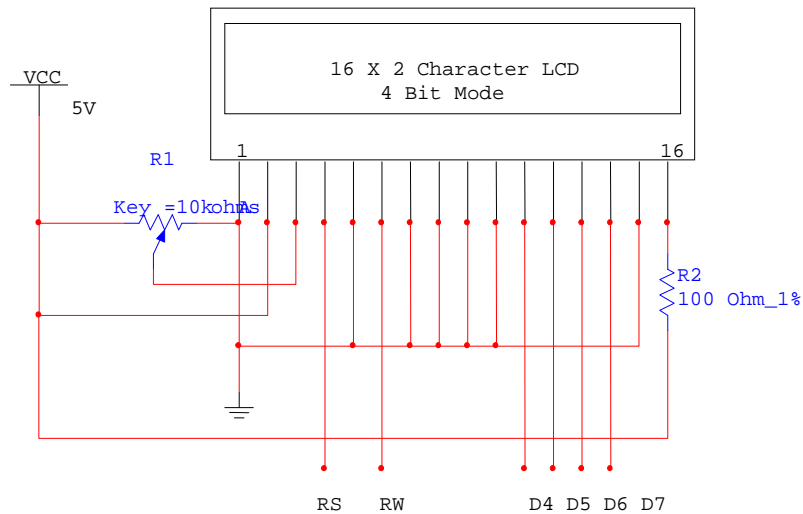 16 X 2 Character LCD
4 Bit Mode
VCC
5V
1
16
R1
Key =10kohms
A
R2
100 Ohm_1%
RS RW D4 D5 D6 D7